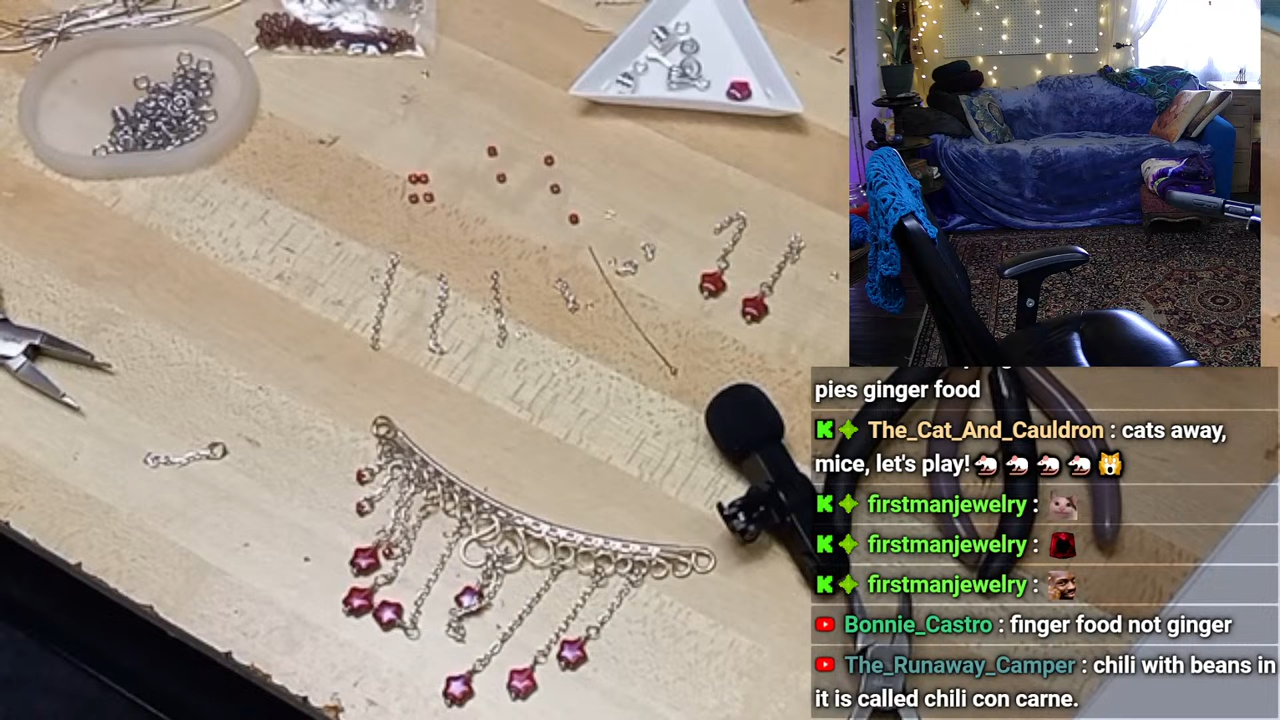 pies ginger food
The_Cat_And_Cauldron : cats away,
mice, let's play!🐁 🐁 🐁 🐁 🙀
firstmanjewelry :
firstmanjewelry :
firstmanjewelry :
Bonnie_Castro : finger food not ginger
The_Runaway_Camper : chili with beans in
it is called chili con carne.